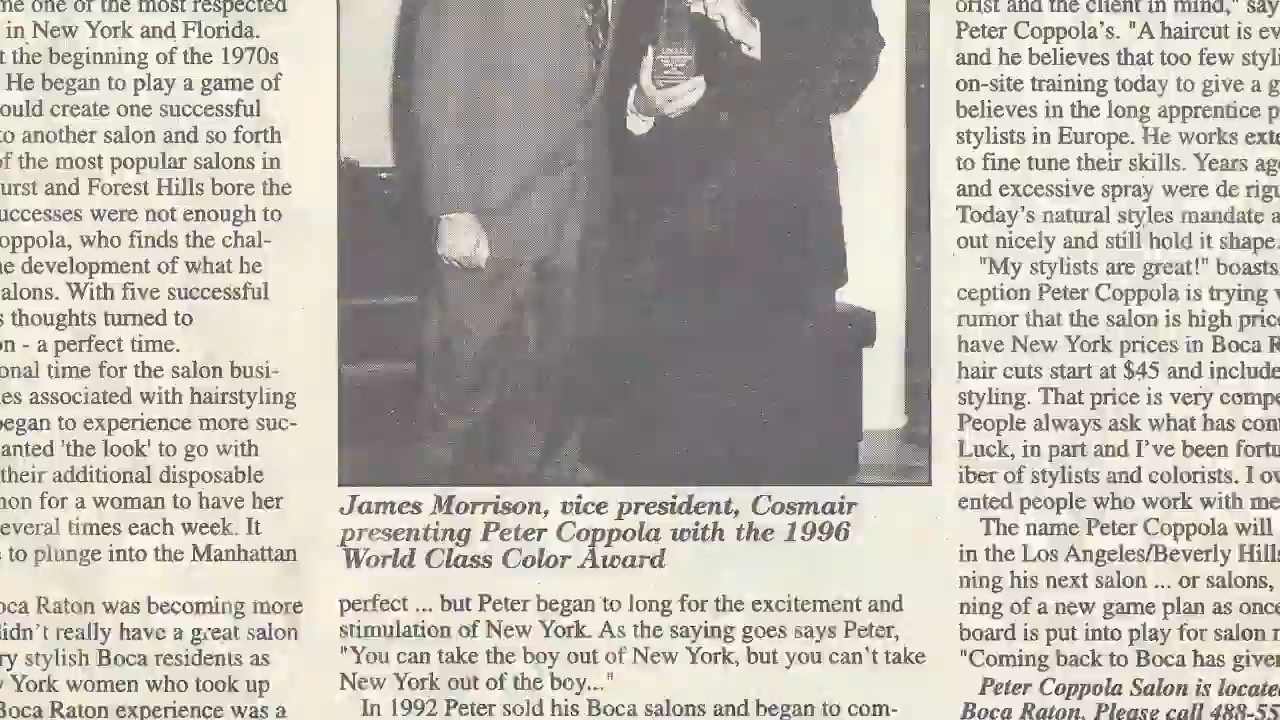 me one of the most respected
in New York and Florida.
t the beginning of the 1970s
He began to play a game of
ould create one successful
to another salon and so forth
of the most popular salons in
urst and Forest Hills bore the
uccesses were not enough to
oppola, who finds the chal-
ne development of what he
alons. With five successful
s thoughts turned to
on - a perfect time.
onal time for the salon busi-
es associated with hairstyling
began to experience more suc-
anted 'the look' to go with
their additional disposable
non for a woman to have her
everal times each week. It
s to plunge into the Manhattan
oca Raton was becoming more
didn't really have a great salon
ry stylish Boca residents as
York women who took up
Boca Raton experience was a
James Morrison, vice president, Cosmair
presenting Peter Coppola with the 1996
World Class Color Award
perfect ... but Peter began to long for the excitement and
stimulation of New York. As the saying goes says Peter,
"You can take the boy out of New York, but you can't take
New York out of the boy..."
In 1992 Peter sold his Boca salons and began to com-
orist and the client in mind," say
Peter Coppola's. "A haircut is ev
and he believes that too few styli
on-site training today to give a g
believes in the long apprentice p
stylists in Europe. He works exte
to fine tune their skills. Years ag
and excessive spray were de rigu
Today's natural styles mandate a
out nicely and still hold it shape.
"My stylists are great!" boasts
ception Peter Coppola is trying
rumor that the salon is high price
have New York prices in Boca R
hair cuts start at $45 and include
styling. That price is very compe
People always ask what has cont
Luck, in part and I've been fortu
iber of stylists and colorists. I ov
ented people who work with me
The name Peter Coppola will
in the Los Angeles/Beverly Hills
ning his next salon ... or salons,
ning of a new game plan as once
board is put into play for salon r
"Coming back to Boca has given
Peter Coppola Salon is locate
Boca Raton. Please call 488-55